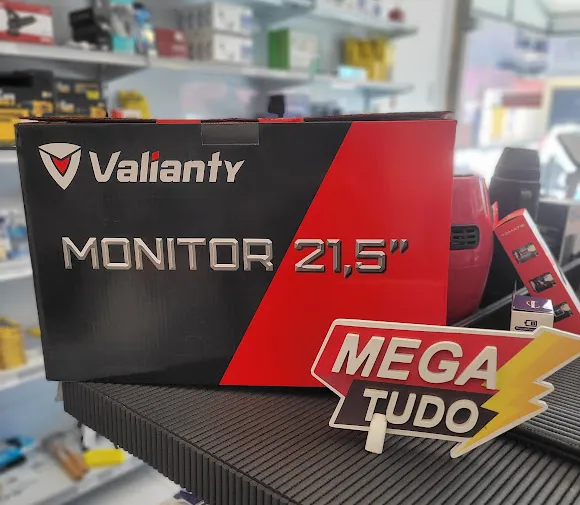 Valianty
MONITOR 21,5"
MEGA
TUDO